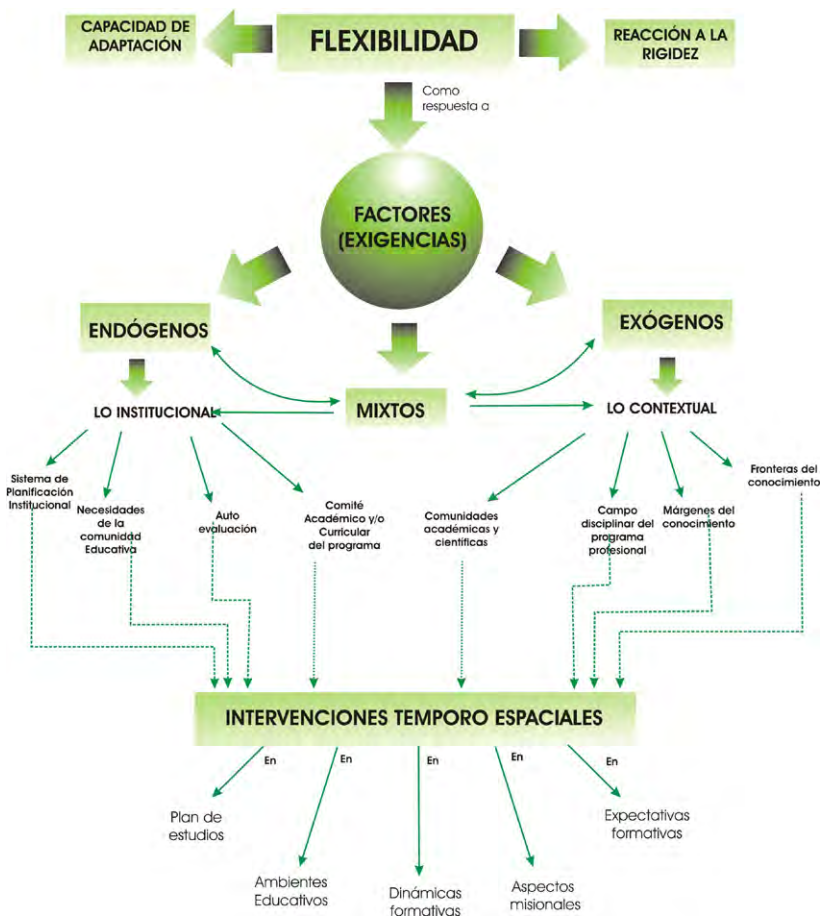 CAPACIDAD DE
ADAPTACIÓN
FLEXIBILIDAD
REACCIÓN A LA
RIGIDEZ
Como
respuesta a
FACTORES
(EXIGENCIAS)
ENDÓGENOS
EXÓGENOS
MIXTOS
LO INSTITUCIONAL
LO CONTEXTUAL
Sistema de
Planificación
Institucional
Necesidades
de la
comunidad
Educativa
Auto
evaluación
Comité
Académico y/o
Curricular
del programa
Comunidades
académicas y
científicas
Campo
disciplinar del
programa
profesional
Márgenes del
conocimiento
Fronteras del
conocimiento
INTERVENCIONES TEMPORO ESPACIALES
En
En
En
En
En
Plan de
estudios
Ambientes
Educativos
Dinámicas
formativas
Aspectos
misionales
Expectativas
formativas